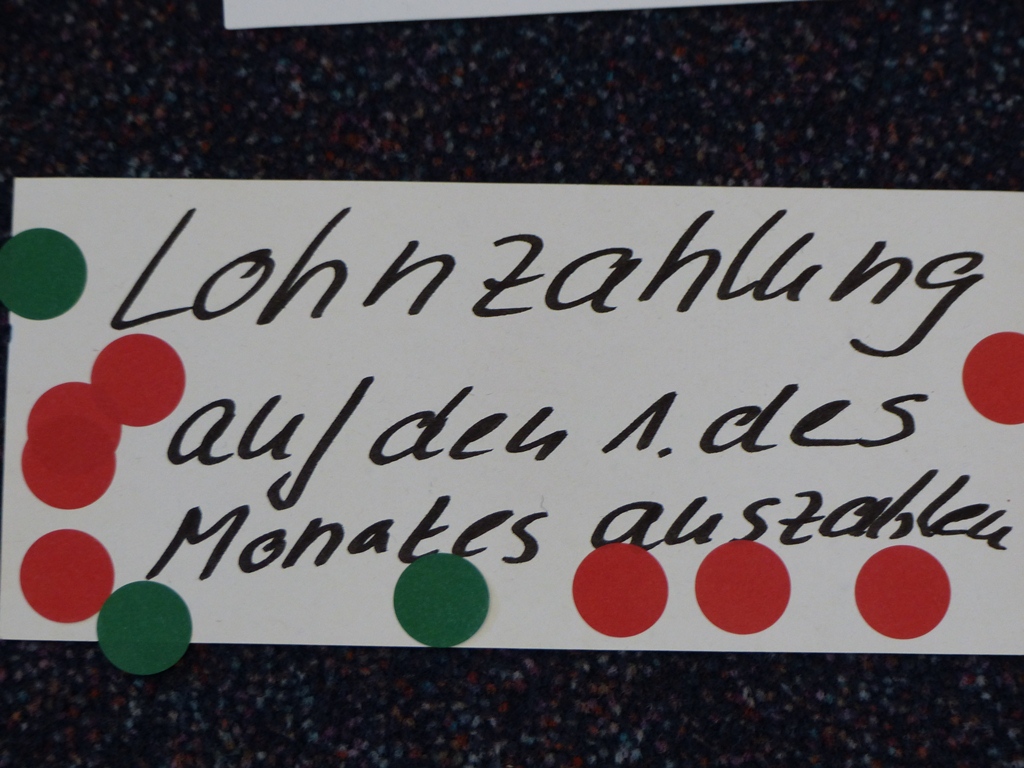 Lohnzahlung
auf den 1. des
Monates auszahlen